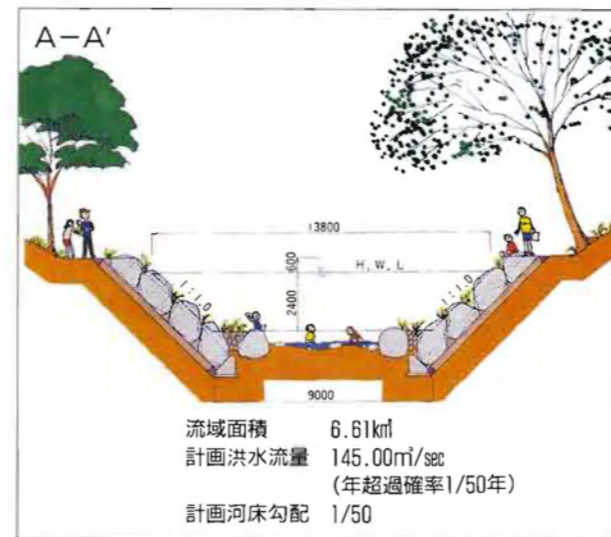 A-A'
13800
600
H.W.L
1:1.0
1:1.0
2400
9000
流域面積 6.61km²
計画洪水流量 145.00m³/sec
(年超過確率1/50年)
計画河床勾配 1/50